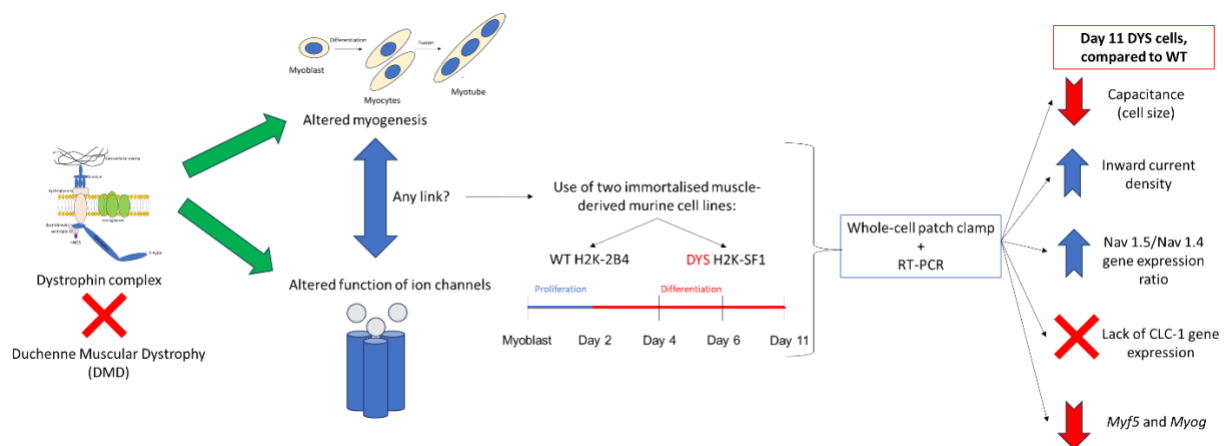 Differentiation
Fusion
Myoblast
Myocytes
Myotube
Altered myogenesis
Any link?
Altered function of ion channels
Dystrophin complex
Duchenne Muscular Dystrophy
(DMD)
Use of two immortalised muscle-
derived murine cell lines:
WT H2K-2B4
DYS H2K-SF1
Proliferation
Differentiation
Myoblast
Day 2
Day 4
Day 6
Day 11
Whole-cell patch clamp
+
RT-PCR
Day 11 DYS cells,
compared to WT
Capacitance
(cell size)
Inward current
density
Nav 1.5/Nav 1.4
gene expression
ratio
Lack of CLC-1 gene
expression
Myf5 and Myog